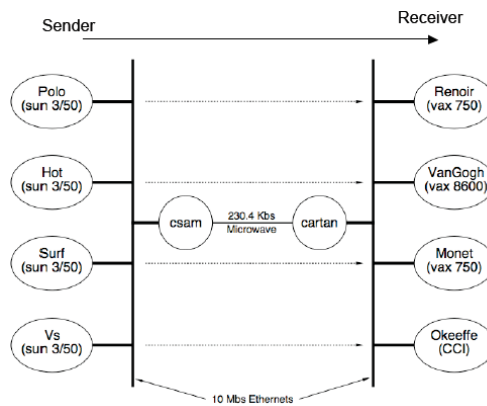 Sender
Receiver
Polo
(sun 3/50)
Renoir
(vax 750)
Hot
(sun 3/50)
VanGogh
(vax 8600)
csam
230.4 Kbs
Microwave
cartan
Surf
(sun 3/50)
Monet
(vax 750)
Vs
(sun 3/50)
Okeeffe
(CCI)
10 Mbs Ethernets